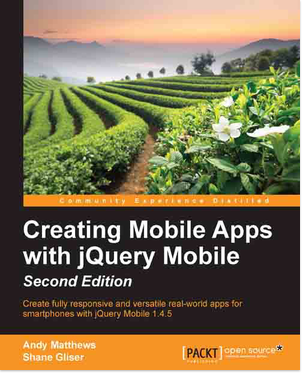 Community Experience Distilled
Creating Mobile Apps
with jQuery Mobile
Second Edition
Create fully responsive and versatile real-world apps for
smartphones with jQuery Mobile 1.4.5
Andy Matthews
Shane Gliser
[PACKT]
PUBLISHING
open source*